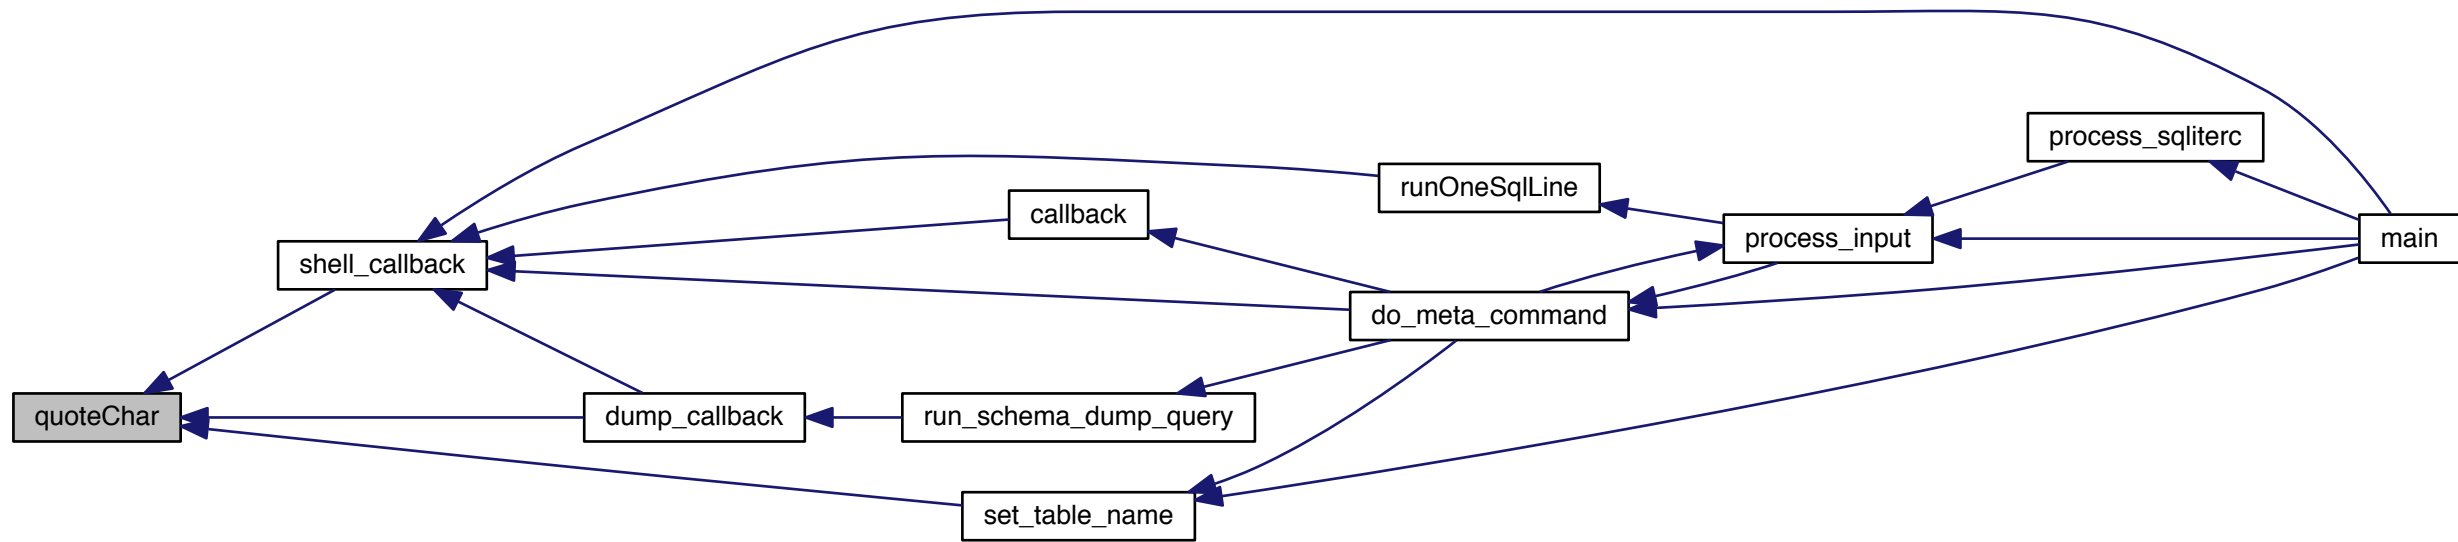 process_sqliterc
runOneSqlLine
callback
process_input
main
shell_callback
do_meta_command
quoteChar
dump_callback
run_schema_dump_query
set_table_name